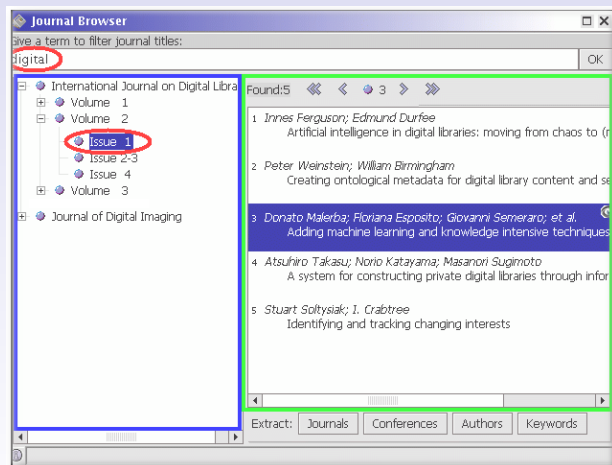 Journal Browser
Give a term to filter journal titles:
digital
OK
International Journal on Digital Libra
Volume 1
Volume 2
Issue 1
Issue 2-3
Issue 4
Volume 3
Journal of Digital Imaging
Found:5
3
1 Innes Ferguson; Edmund Durfee
Artificial intelligence in digital libraries: moving from chaos to (r
2 Peter Weinstein; William Birmingham
Creating ontological metadata for digital library content and se
3 Donato Malerba; Floriana Esposito; Giovanni Semeraro; et al.
Adding machine learning and knowledge intensive techniques
4 Atsuhiro Takasu; Norio Katayama; Masanori Sugimoto
A system for constructing private digital libraries through infor
5 Stuart Soltysiak; I. Crabtree
Identifying and tracking changing interests
Extract: Journals Conferences Authors Keywords